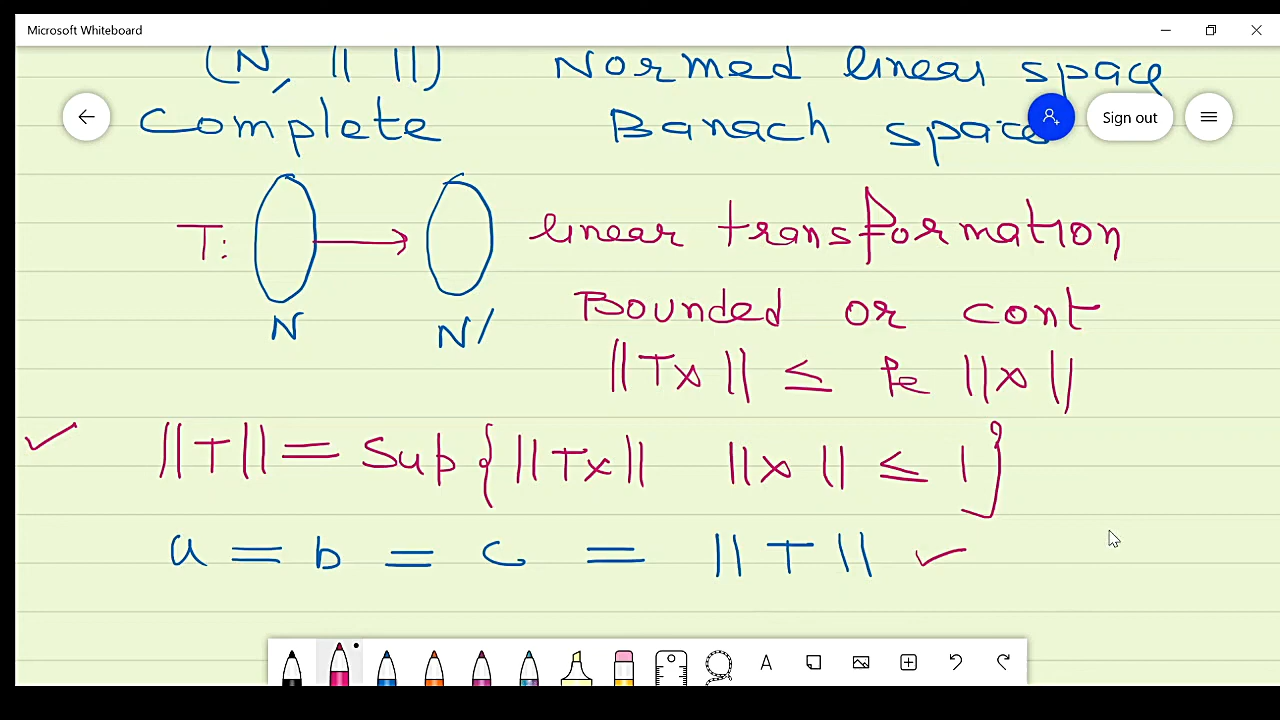 Microsoft Whiteboard
(N, || ||) Normed linear space
Complete Banach space
Sign out
T: linear transformation
N N' Bounded or cont
||Tx|| ≤ k ||x||
||T|| = Sup{||Tx|| ||x|| ≤ 1}
a = b = c = ||T||
A